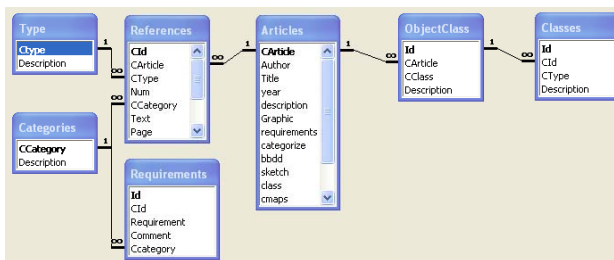 Type
Ctype
Description
References
CId
CArticle
CType
Num
CCategory
Text
Page
Articles
CArticle
Author
Title
year
description
Graphic
requirements
categorize
bbdd
sketch
class
cmaps
ObjectClass
Id
CArticle
CClass
Description
Classes
Id
CId
CType
Description
Categories
CCategory
Description
Requirements
Id
CId
Requirement
Comment
Ccategory
1
∞
1
∞
∞
1
∞
1
∞
1
∞